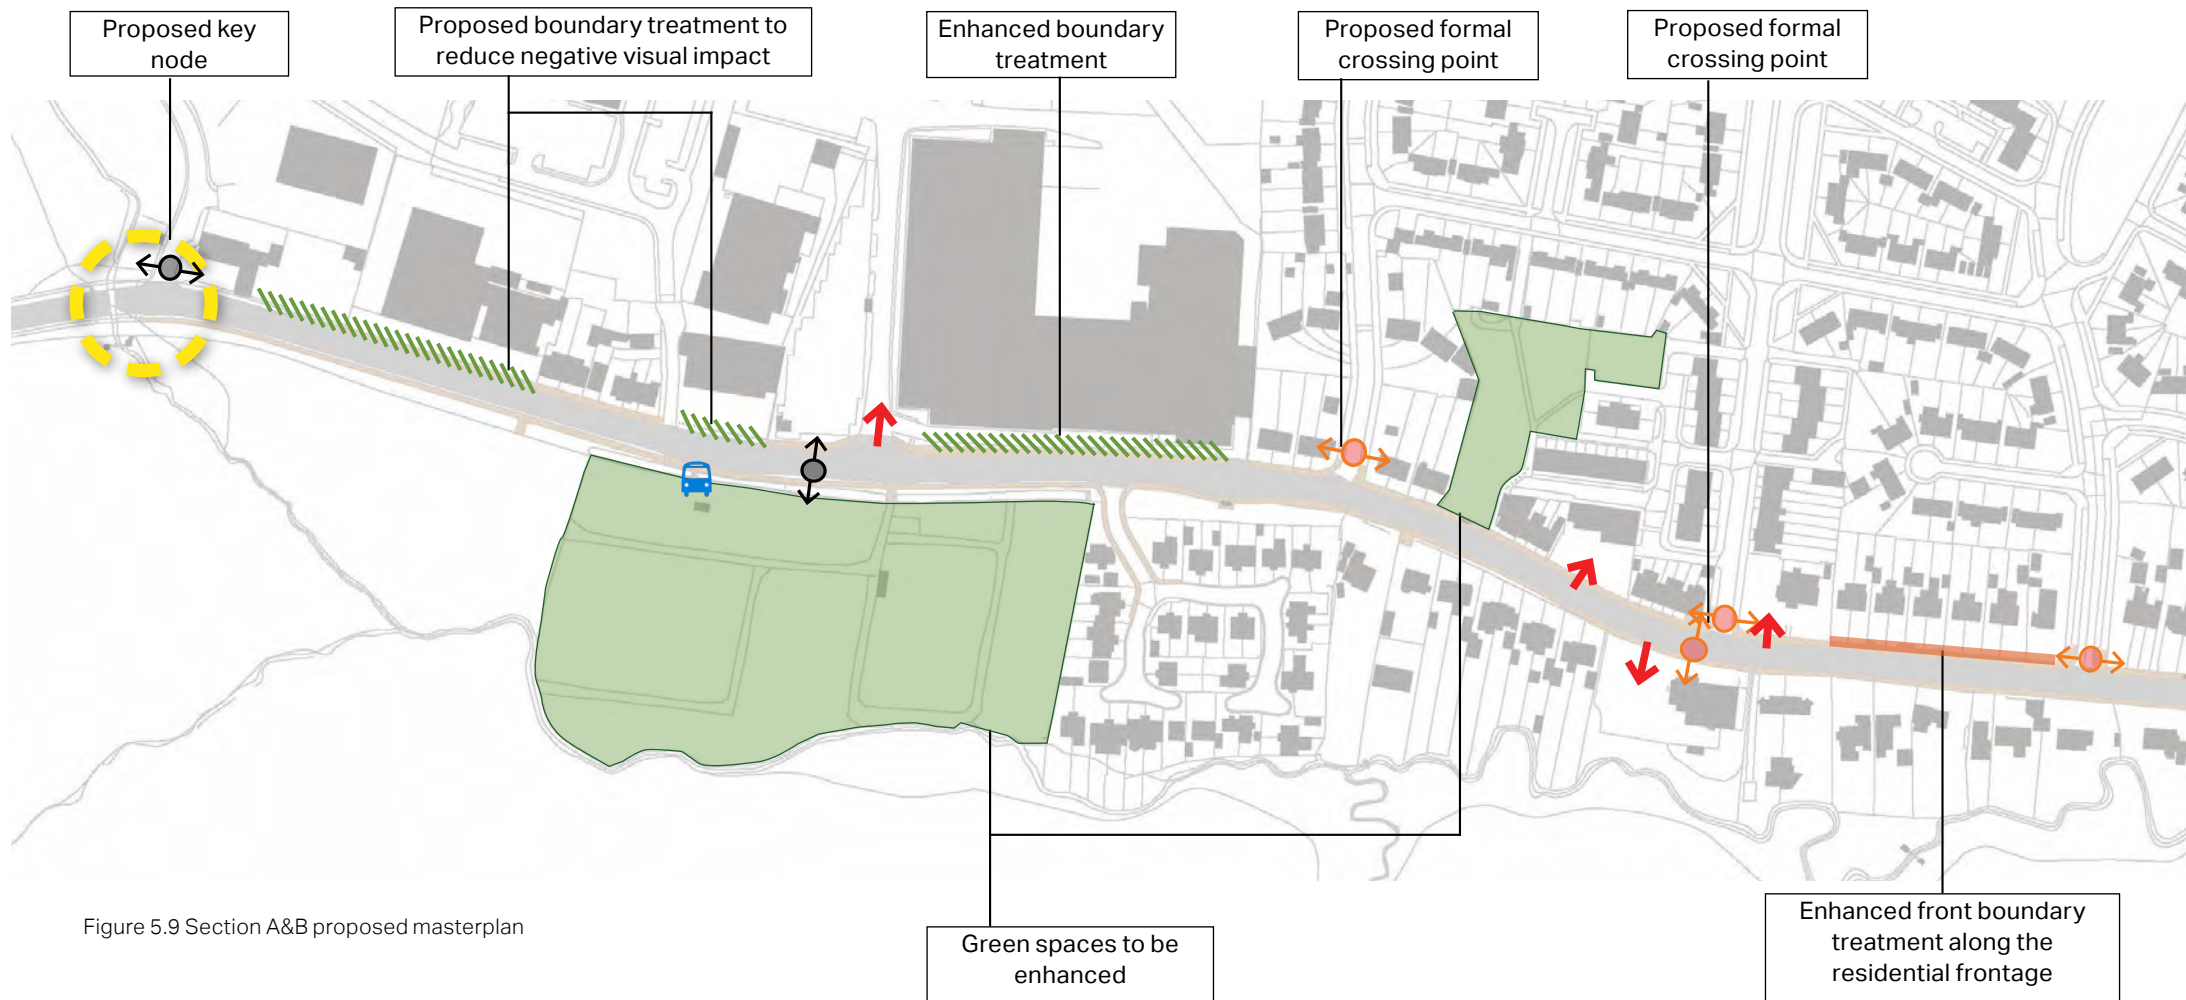 Proposed key
node
Proposed boundary treatment to
reduce negative visual impact
Enhanced boundary
treatment
Proposed formal
crossing point
Proposed formal
crossing point
Figure 5.9 Section A&B proposed masterplan
Green spaces to be
enhanced
Enhanced front boundary
treatment along the
residential frontage